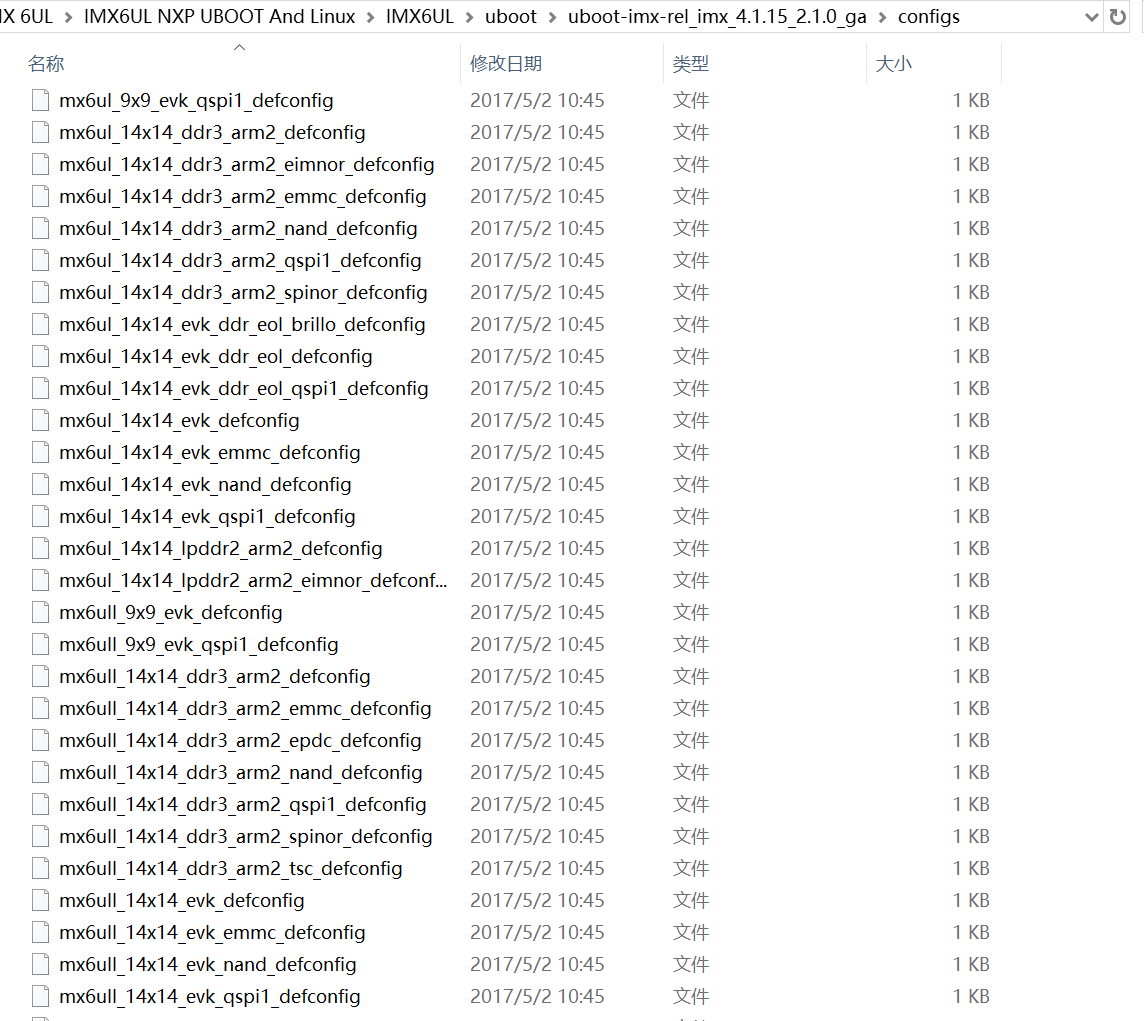 IX 6UL > IMX6UL NXP UBOOT And Linux > IMX6UL > uboot > uboot-imx-rel_imx_4.1.15_2.1.0_ga > configs
名称 修改日期 类型 大小
mx6ul_9x9_evk_qspi1_defconfig 2017/5/2 10:45 文件 1 KB
mx6ul_14x14_ddr3_arm2_defconfig 2017/5/2 10:45 文件 1 KB
mx6ul_14x14_ddr3_arm2_eimnor_defconfig 2017/5/2 10:45 文件 1 KB
mx6ul_14x14_ddr3_arm2_emmc_defconfig 2017/5/2 10:45 文件 1 KB
mx6ul_14x14_ddr3_arm2_nand_defconfig 2017/5/2 10:45 文件 1 KB
mx6ul_14x14_ddr3_arm2_qspi1_defconfig 2017/5/2 10:45 文件 1 KB
mx6ul_14x14_ddr3_arm2_spinor_defconfig 2017/5/2 10:45 文件 1 KB
mx6ul_14x14_evk_ddr_eol_brillo_defconfig 2017/5/2 10:45 文件 1 KB
mx6ul_14x14_evk_ddr_eol_defconfig 2017/5/2 10:45 文件 1 KB
mx6ul_14x14_evk_ddr_eol_qspi1_defconfig 2017/5/2 10:45 文件 1 KB
mx6ul_14x14_evk_defconfig 2017/5/2 10:45 文件 1 KB
mx6ul_14x14_evk_emmc_defconfig 2017/5/2 10:45 文件 1 KB
mx6ul_14x14_evk_nand_defconfig 2017/5/2 10:45 文件 1 KB
mx6ul_14x14_evk_qspi1_defconfig 2017/5/2 10:45 文件 1 KB
mx6ul_14x14_lpddr2_arm2_defconfig 2017/5/2 10:45 文件 1 KB
mx6ul_14x14_lpddr2_arm2_eimnor_defconf... 2017/5/2 10:45 文件 1 KB
mx6ull_9x9_evk_defconfig 2017/5/2 10:45 文件 1 KB
mx6ull_9x9_evk_qspi1_defconfig 2017/5/2 10:45 文件 1 KB
mx6ull_14x14_ddr3_arm2_defconfig 2017/5/2 10:45 文件 1 KB
mx6ull_14x14_ddr3_arm2_emmc_defconfig 2017/5/2 10:45 文件 1 KB
mx6ull_14x14_ddr3_arm2_epdc_defconfig 2017/5/2 10:45 文件 1 KB
mx6ull_14x14_ddr3_arm2_nand_defconfig 2017/5/2 10:45 文件 1 KB
mx6ull_14x14_ddr3_arm2_qspi1_defconfig 2017/5/2 10:45 文件 1 KB
mx6ull_14x14_ddr3_arm2_spinor_defconfig 2017/5/2 10:45 文件 1 KB
mx6ull_14x14_ddr3_arm2_tsc_defconfig 2017/5/2 10:45 文件 1 KB
mx6ull_14x14_evk_defconfig 2017/5/2 10:45 文件 1 KB
mx6ull_14x14_evk_emmc_defconfig 2017/5/2 10:45 文件 1 KB
mx6ull_14x14_evk_nand_defconfig 2017/5/2 10:45 文件 1 KB
mx6ull_14x14_evk_qspi1_defconfig 2017/5/2 10:45 文件 1 KB